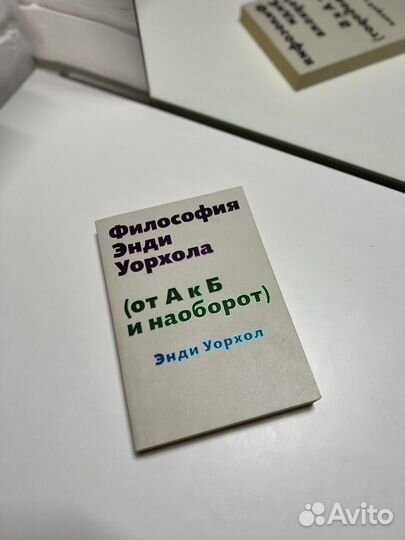 Философия
Энди
Уорхола
(от А к Б
и наоборот)
Энди Уорхол
Avito